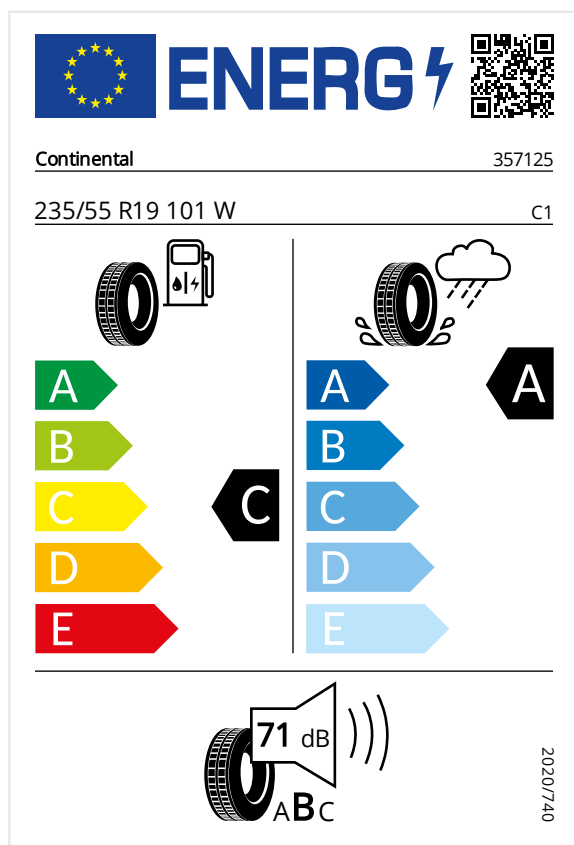 ENERG
Continental 357125
235/55 R19 101 W C1
A A A
B B
C C C
D D
E E
71 dB
ABC
2020/740